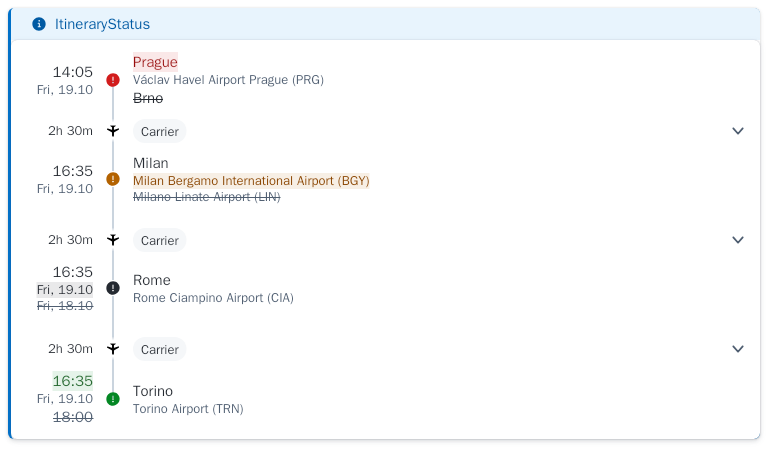 ItineraryStatus
14:05
Fri, 19.10
Prague
Václav Havel Airport Prague (PRG)
Brno
2h 30m
Carrier
16:35
Fri, 19.10
Milan
Milan Bergamo International Airport (BGY)
Milano Linate Airport (LIN)
2h 30m
Carrier
16:35
Fri, 19.10
Fri, 18.10
Rome
Rome Ciampino Airport (CIA)
2h 30m
Carrier
16:35
Fri, 19.10
18:00
Torino
Torino Airport (TRN)